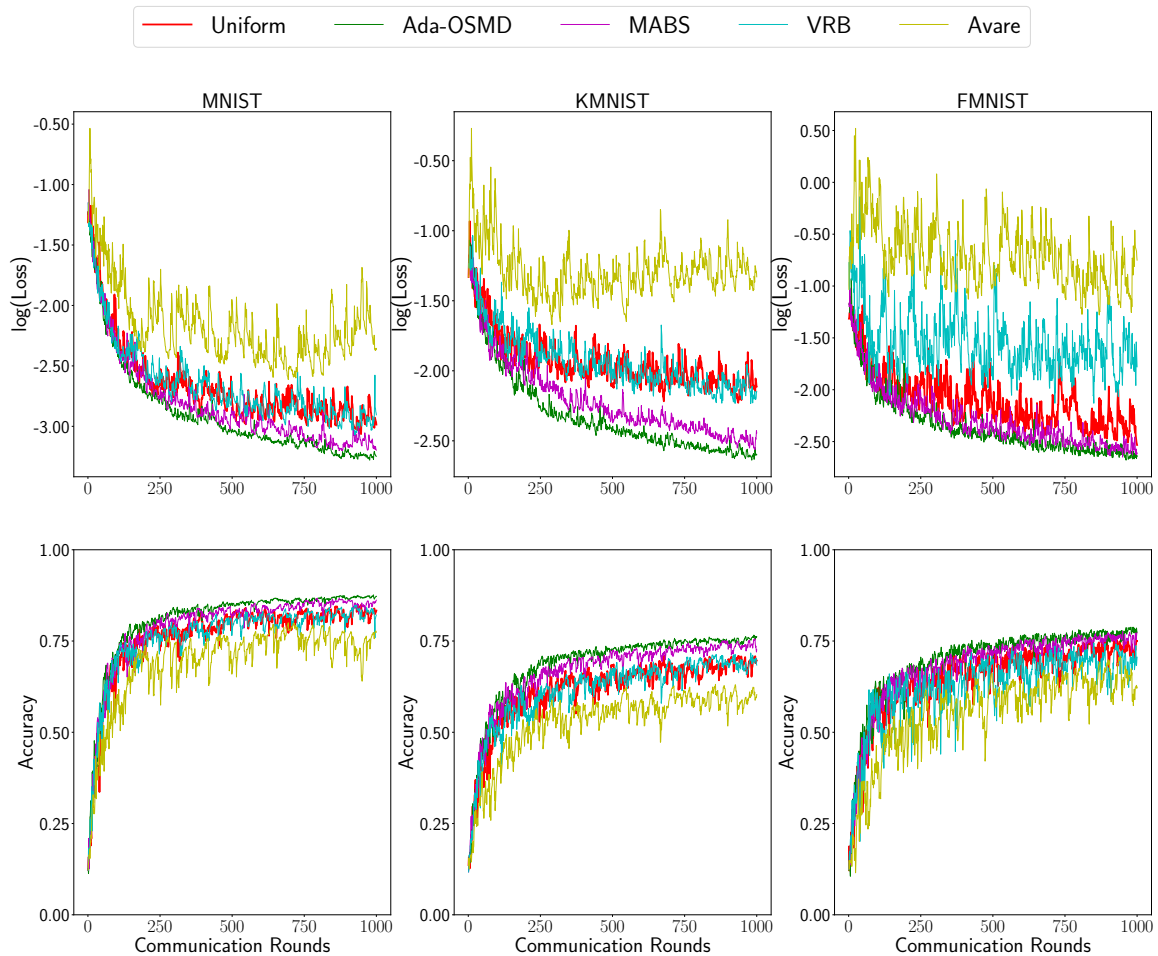 Uniform Ada-OSMD MABS VRB Avare
MNIST KMNIST FMNIST
log(Loss)
-0.50
-1.00
-1.50
-2.00
-2.50
-3.00
0 250 500 750 1000
log(Loss)
-0.50
-1.00
-1.50
-2.00
-2.50
0 250 500 750 1000
log(Loss)
0.50
0.00
-0.50
-1.00
-1.50
-2.00
-2.50
0 250 500 750 1000
Accuracy
1.00
0.75
0.50
0.25
0.00
0 250 500 750 1000
Communication Rounds
Accuracy
1.00
0.75
0.50
0.25
0.00
0 250 500 750 1000
Communication Rounds
Accuracy
1.00
0.75
0.50
0.25
0.00
0 250 500 750 1000
Communication Rounds